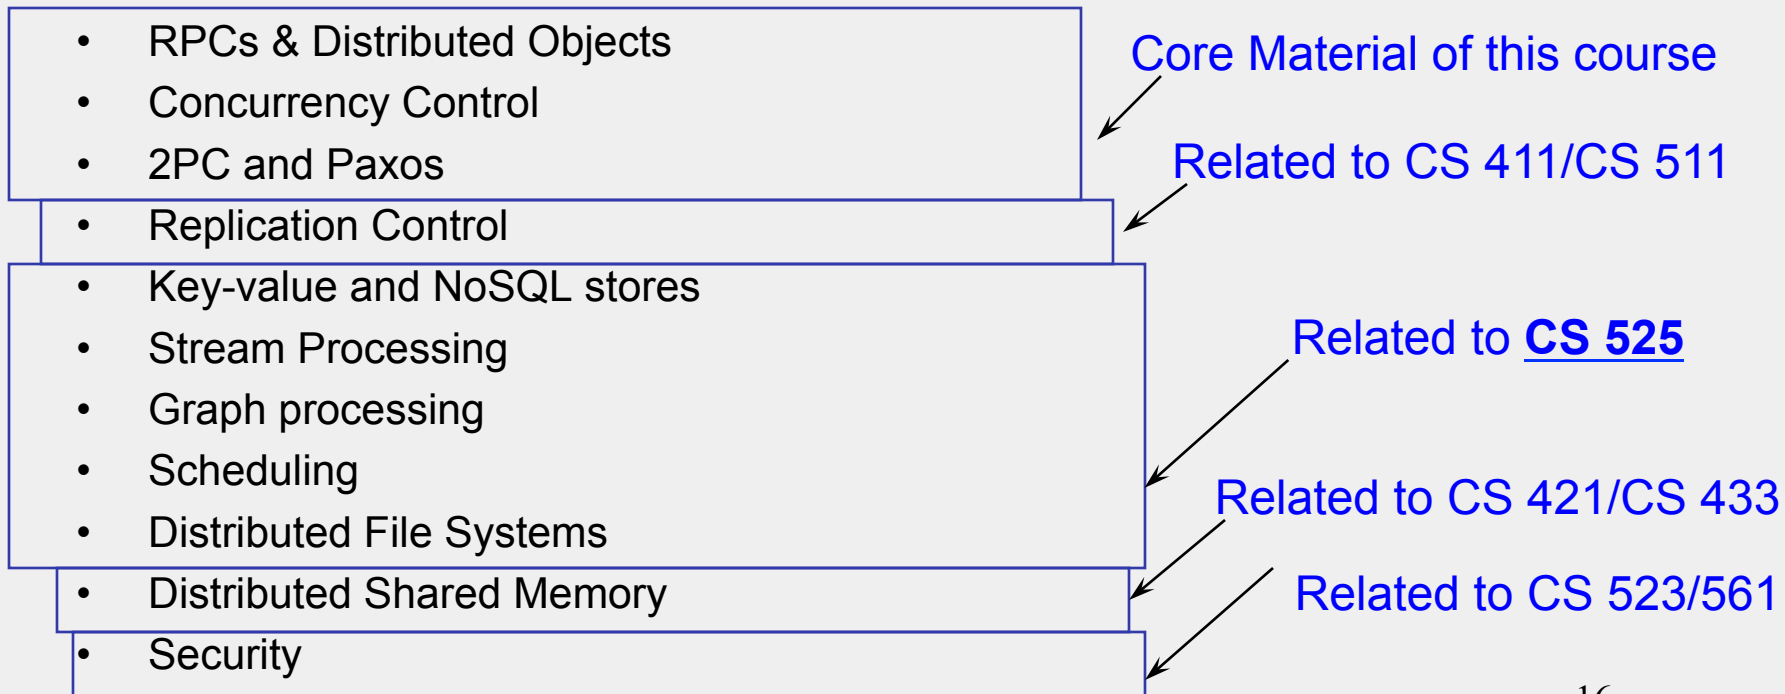 • RPCs & Distributed Objects
Core Material of this course
• Concurrency Control
• 2PC and Paxos
Related to CS 411/CS 511
• Replication Control
• Key-value and NoSQL stores
• Stream Processing
Related to CS 525
• Graph processing
• Scheduling
Related to CS 421/CS 433
• Distributed File Systems
• Distributed Shared Memory
Related to CS 523/561
• Security